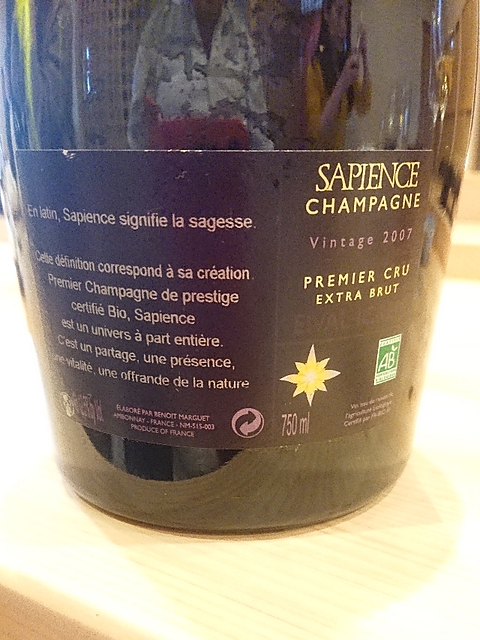 En latin, Sapience signifie la sagesse.
Cette définition correspond à sa création.
Premier Champagne de prestige
certifié Bio, Sapience
est un univers à part entière.
C'est un partage, une présence,
une vitalité, une offrande de la nature
ELABORÉ PAR BENOIT MARGUET
AMBONNAY - FRANCE - NM-515-003
PRODUCE OF FRANCE
SAPIENCE
CHAMPAGNE
Vintage 2007
PREMIER CRU
EXTRA BRUT
AB
750 ml